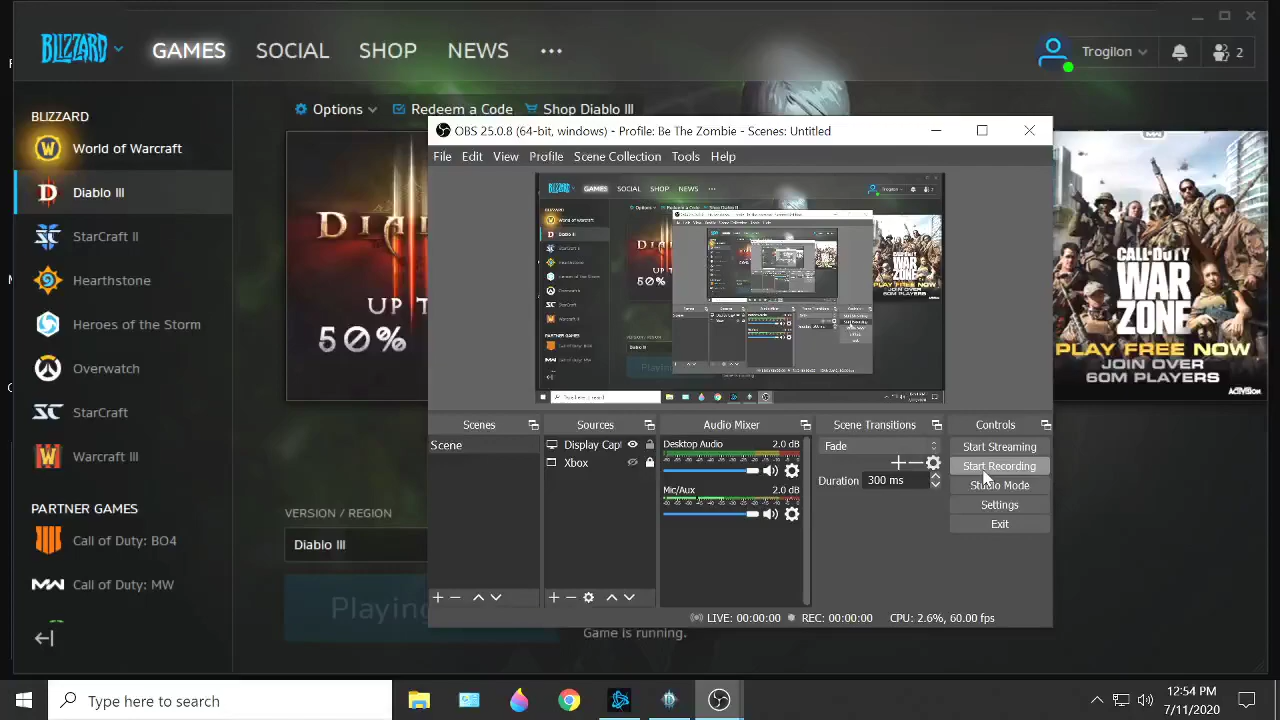 BLIZZARD
GAMES
SOCIAL
SHOP
NEWS
Trogilon
2
BLIZZARD
World of Warcraft
Diablo III
StarCraft II
Hearthstone
Heroes of the Storm
Overwatch
StarCraft
Warcraft III
PARTNER GAMES
Call of Duty: BO4
Call of Duty: MW
Options
Redeem a Code
Shop Diablo III
UP T
50%
VERSION / REGION
Diablo III
Playing
Game is running.
CALL OF DUTY
WAR
ZONE
PLAY FREE NOW
JOIN OVER
60M PLAYERS
ACTIVISION
OBS 25.0.8 (64-bit, windows) - Profile: Be The Zombie - Scenes: Untitled
File Edit View Profile Scene Collection Tools Help
Scenes
Scene
Sources
Display Capt
Xbox
Audio Mixer
Desktop Audio 2.0 dB
Mic/Aux 2.0 dB
Scene Transitions
Fade
Duration 300 ms
Controls
Start Streaming
Start Recording
Studio Mode
Settings
Exit
LIVE: 00:00:00 REC: 00:00:00 CPU: 2.6%, 60.00 fps
Type here to search
12:54 PM
7/11/2020